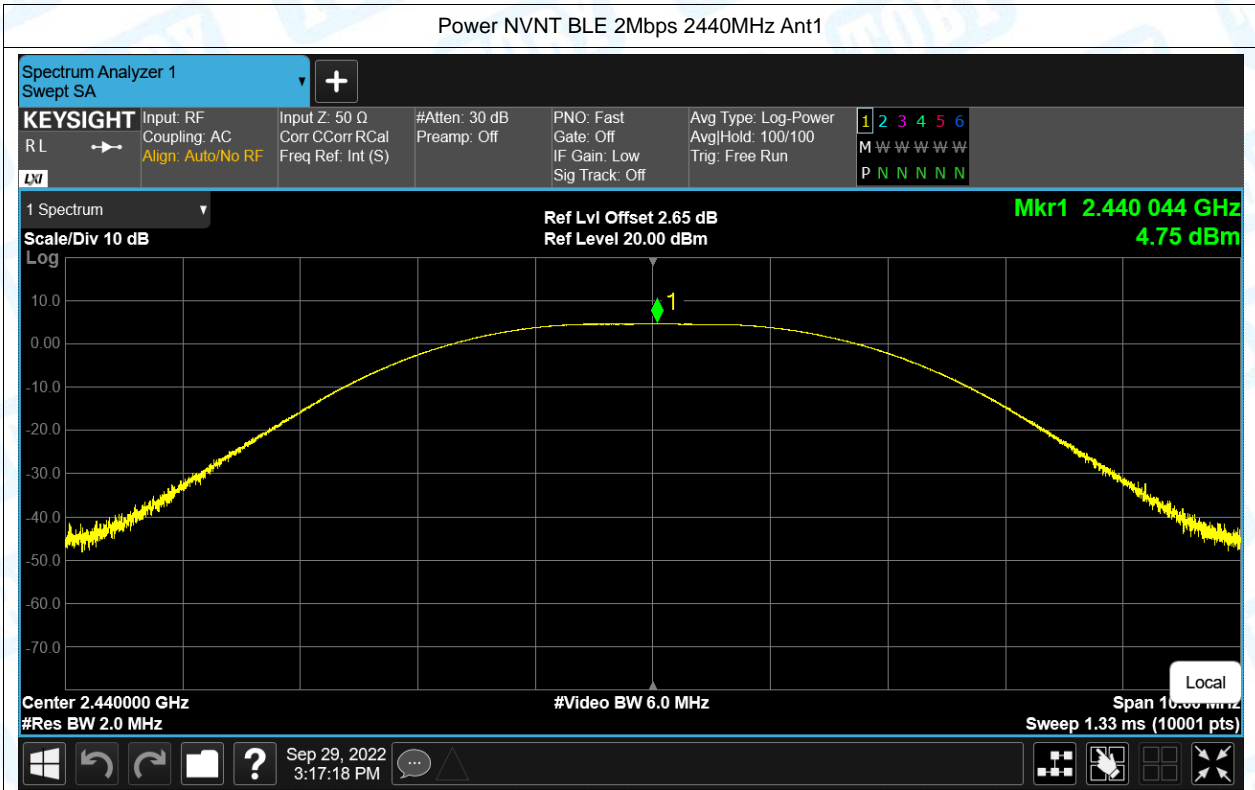 Power NVNT BLE 2Mbps 2440MHz Ant1
Spectrum Analyzer 1
Swept SA
KEYSIGHT
RL
LXI
Input: RF
Coupling: AC
Align: Auto/No RF
Input Z: 50 Ω
Corr CCorr RCal
Freq Ref: Int (S)
#Atten: 30 dB
Preamp: Off
PNO: Fast
Gate: Off
IF Gain: Low
Sig Track: Off
Avg Type: Log-Power
Avg|Hold: 100/100
Trig: Free Run
1 2 3 4 5 6
M W W W W W
P N N N N N
1 Spectrum
Scale/Div 10 dB
Ref Lvl Offset 2.65 dB
Ref Level 20.00 dBm
Mkr1 2.440 044 GHz
4.75 dBm
Log
1
10.0
0.00
-10.0
-20.0
-30.0
-40.0
-50.0
-60.0
-70.0
Local
Center 2.440000 GHz
#Video BW 6.0 MHz
Span 10.00 MHz
#Res BW 2.0 MHz
Sweep 1.33 ms (10001 pts)
?
Sep 29, 2022
3:17:18 PM